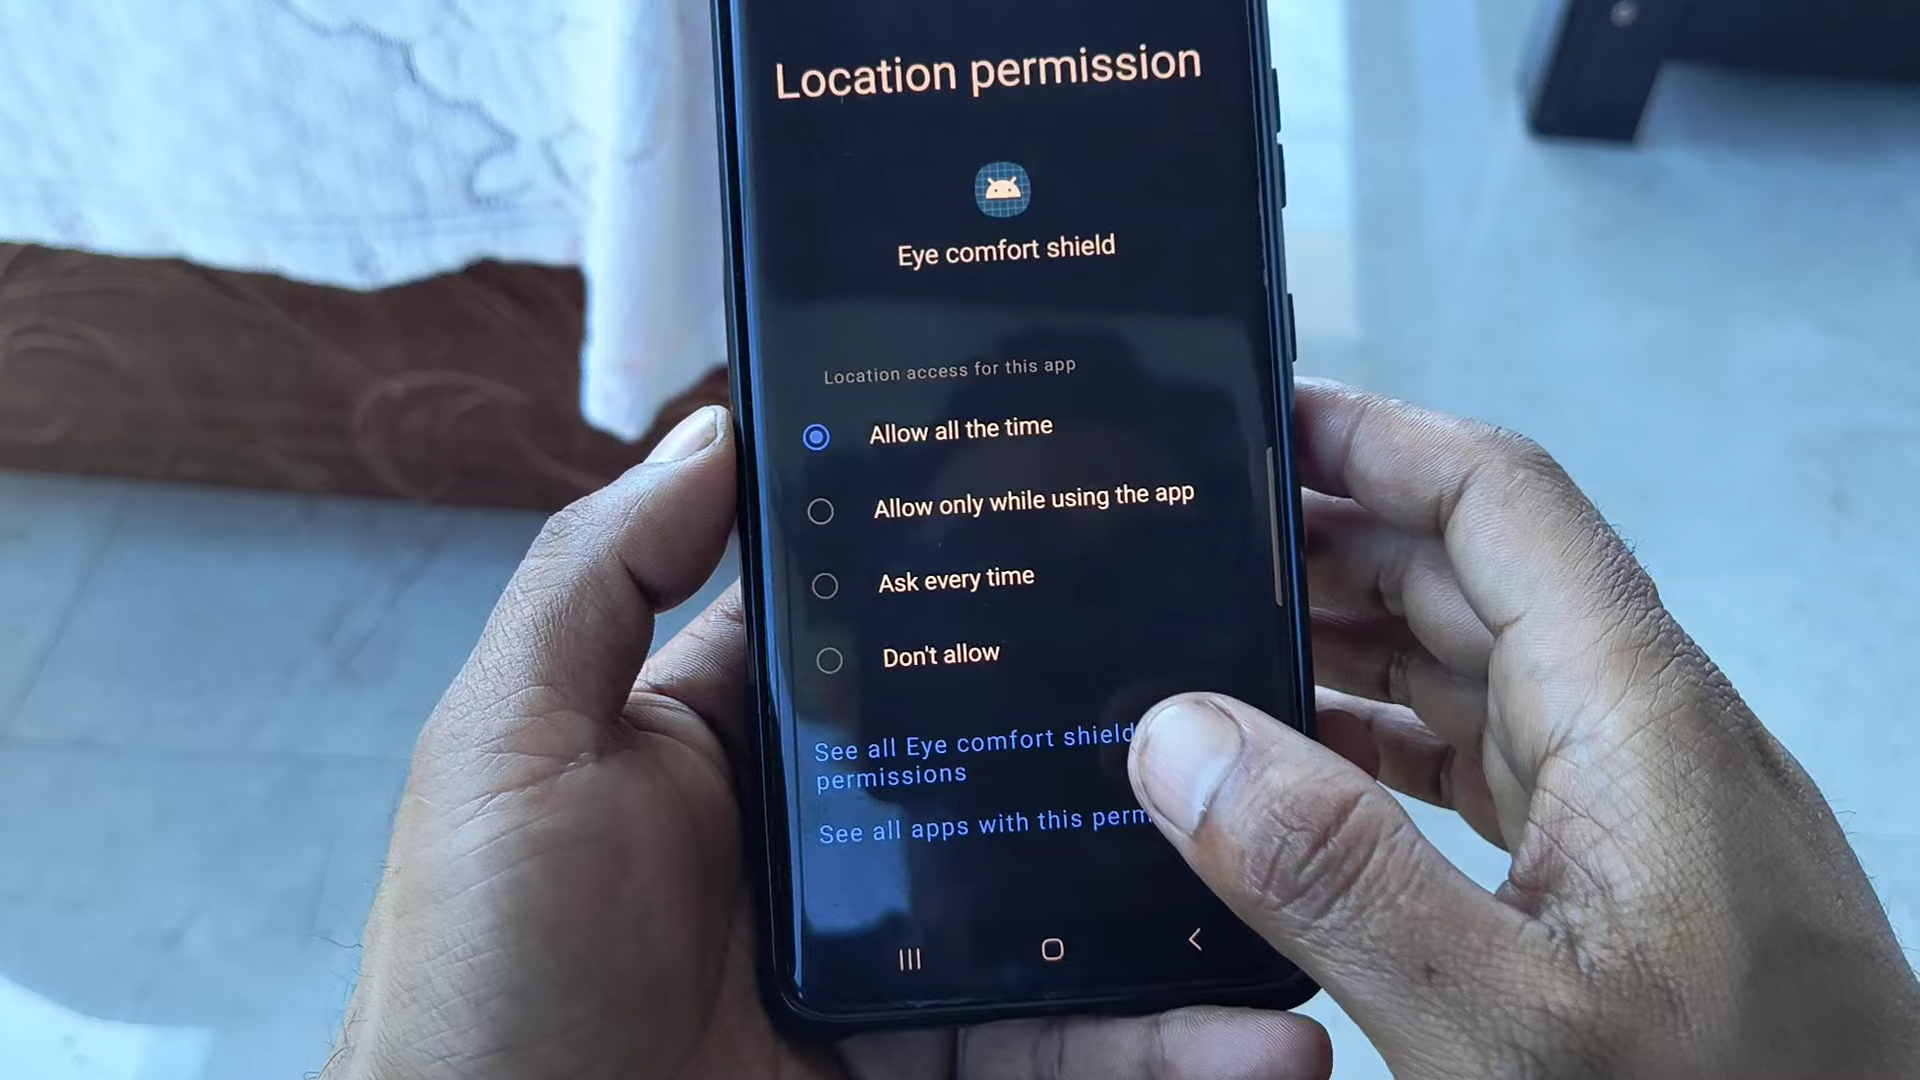 Location permission
Eye comfort shield
Location access for this app
Allow all the time
Allow only while using the app
Ask every time
Don't allow
See all Eye comfort shield
permissions
See all apps with this